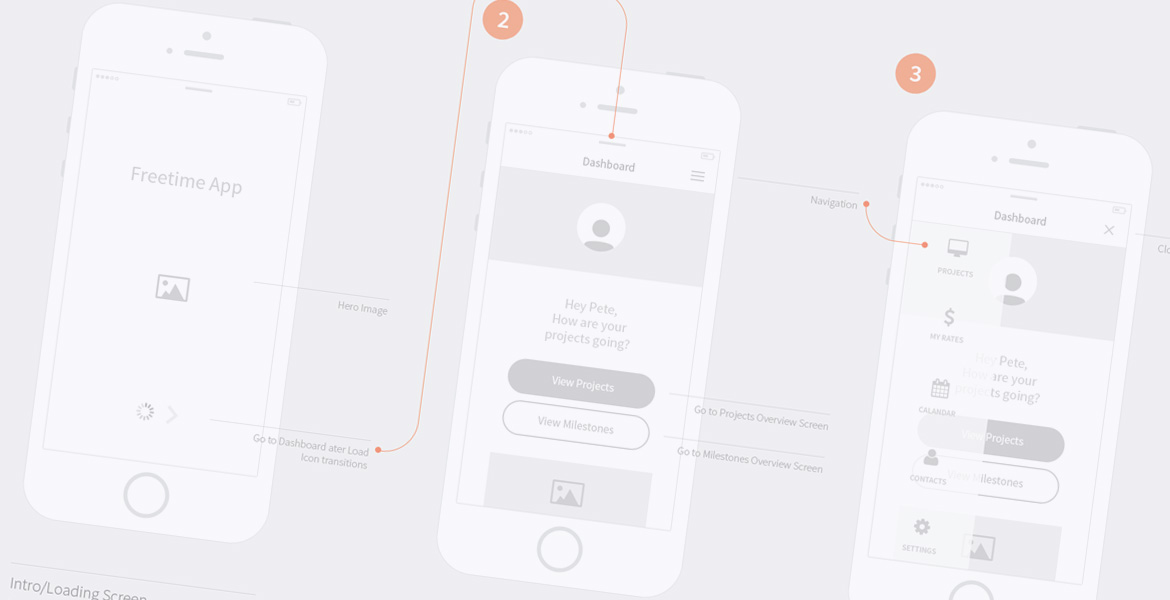 Freetime App
Hero Image
Go to Dashboard ater Load
Icon transitions
Intro/Loading Screen
2
Dashboard
Hey Pete,
How are your
projects going?
View Projects
View Milestones
Navigation
Go to Projects Overview Screen
Go to Milestones Overview Screen
3
Dashboard
PROJECTS
$
MY RATES
Hey Pete,
How are your
projects going?
CALANDAR
View Projects
View Milestones
CONTACTS
SETTINGS